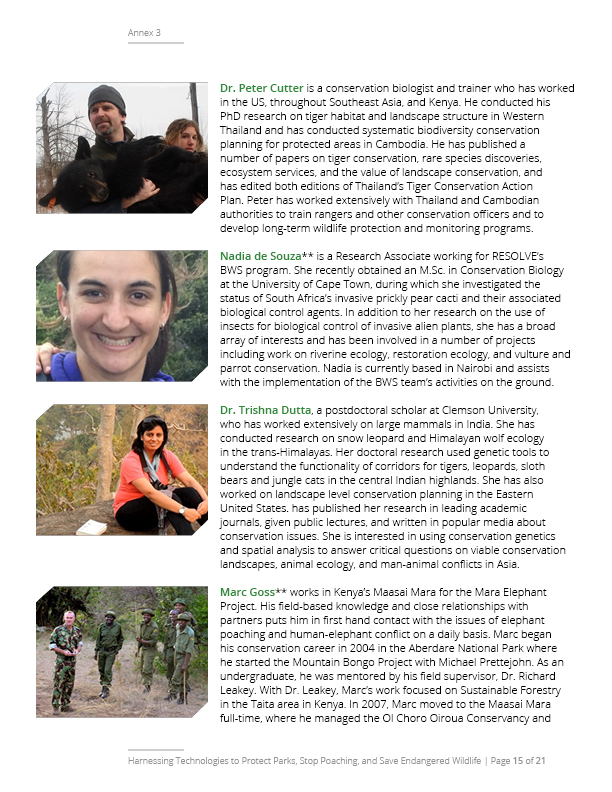 Annex 3
Dr. Peter Cutter is a conservation biologist and trainer who has worked
in the US, throughout Southeast Asia, and Kenya. He conducted his
PhD research on tiger habitat and landscape structure in Western
Thailand and has conducted systematic biodiversity conservation
planning for protected areas in Cambodia. He has published a
number of papers on tiger conservation, rare species discoveries,
ecosystem services, and the value of landscape conservation, and
has edited both editions of Thailand's Tiger Conservation Action
Plan. Peter has worked extensively with Thailand and Cambodian
authorities to train rangers and other conservation officers and to
develop long-term wildlife protection and monitoring programs.
Nadia de Souza** is a Research Associate working for RESOLVE's
BWS program. She recently obtained an M.Sc. in Conservation Biology
at the University of Cape Town, during which she investigated the
status of South Africa's invasive prickly pear cacti and their associated
biological control agents. In addition to her research on the use of
insects for biological control of invasive alien plants, she has a broad
array of interests and has been involved in a number of projects
including work on riverine ecology, restoration ecology, and vulture and
parrot conservation. Nadia is currently based in Nairobi and assists
with the implementation of the BWS team's activities on the ground.
Dr. Trishna Dutta, a postdoctoral scholar at Clemson University,
who has worked extensively on large mammals in India. She has
conducted research on snow leopard and Himalayan wolf ecology
in the trans-Himalayas. Her doctoral research used genetic tools to
understand the functionality of corridors for tigers, leopards, sloth
bears and jungle cats in the central Indian highlands. She has also
worked on landscape level conservation planning in the Eastern
United States. has published her research in leading academic
journals, given public lectures, and written in popular media about
conservation issues. She is interested in using conservation genetics
and spatial analysis to answer critical questions on viable conservation
landscapes, animal ecology, and man-animal conflicts in Asia.
Marc Goss** works in Kenya's Maasai Mara for the Mara Elephant
Project. His field-based knowledge and close relationships with
partners puts him in first hand contact with the issues of elephant
poaching and human-elephant conflict on a daily basis. Marc began
his conservation career in 2004 in the Aberdare National Park where
he started the Mountain Bongo Project with Michael Prettejohn. As an
undergraduate, he was mentored by his field supervisor, Dr. Richard
Leakey. With Dr. Leakey, Marc's work focused on Sustainable Forestry
in the Taita area in Kenya. In 2007, Marc moved to the Maasai Mara
full-time, where he managed the Ol Choro Oiroua Conservancy and
Harnessing Technologies to Protect Parks, Stop Poaching, and Save Endangered Wildlife | Page 15 of 21